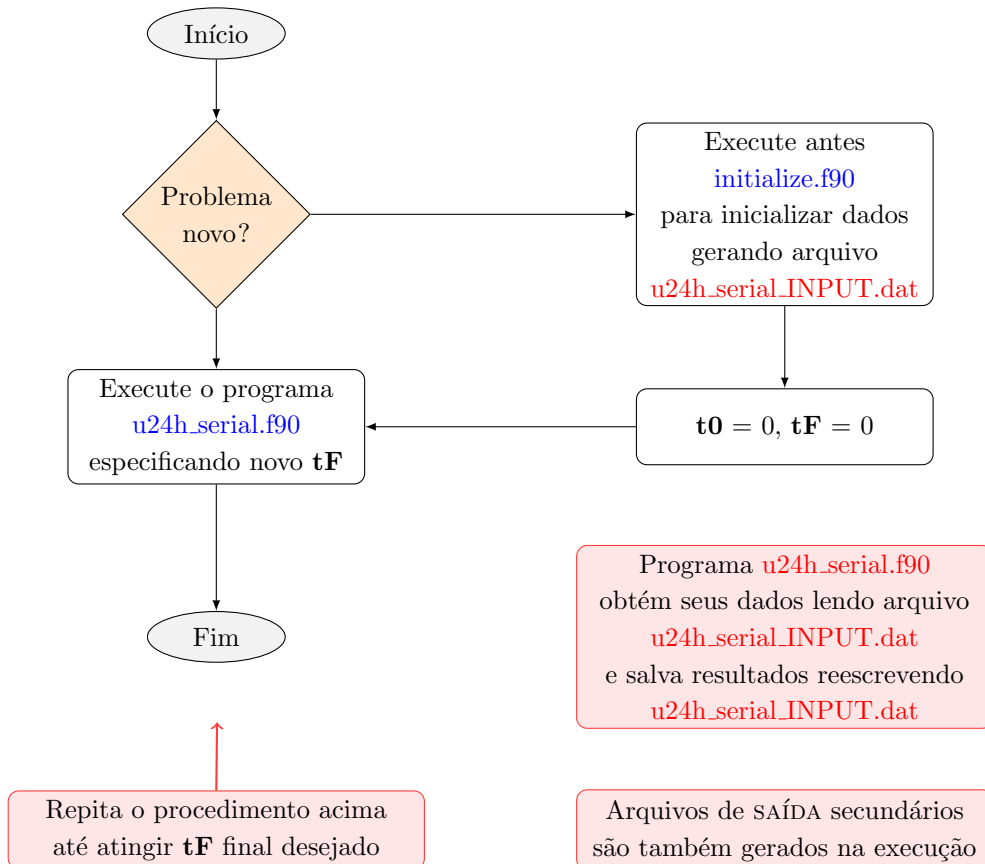 Início
Problema
novo?
Execute antes
initialize.f90
para inicializar dados
gerando arquivo
u24h_serial_INPUT.dat
Execute o programa
u24h_serial.f90
especificando novo tF
t0 = 0, tF = 0
Fim
Programa u24h_serial.f90
obtém seus dados lendo arquivo
u24h_serial_INPUT.dat
e salva resultados reescrevendo
u24h_serial_INPUT.dat
Repita o procedimento acima
até atingir tF final desejado
Arquivos de SAÍDA secundários
são também gerados na execução